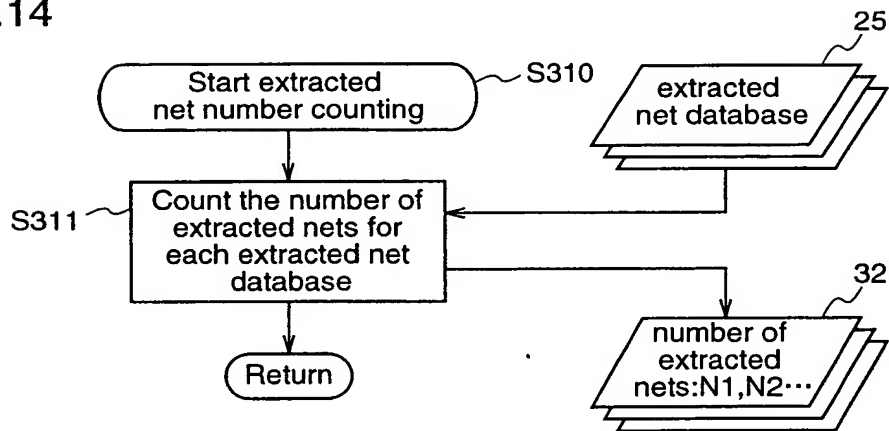 .14
Start extracted
net number counting
S310
25
extracted
net database
S311
Count the number of
extracted nets for
each extracted net
database
32
number of
extracted
nets:N1,N2···
Return